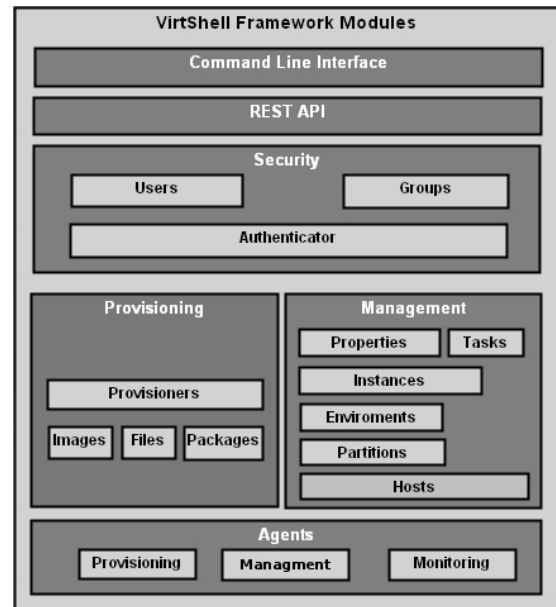 VirtShell Framework Modules
Command Line Interface
REST API
Security
Users
Groups
Authenticator
Provisioning
Provisioners
Images
Files
Packages
Management
Properties
Tasks
Instances
Enviroments
Partitions
Hosts
Agents
Provisioning
Managment
Monitoring